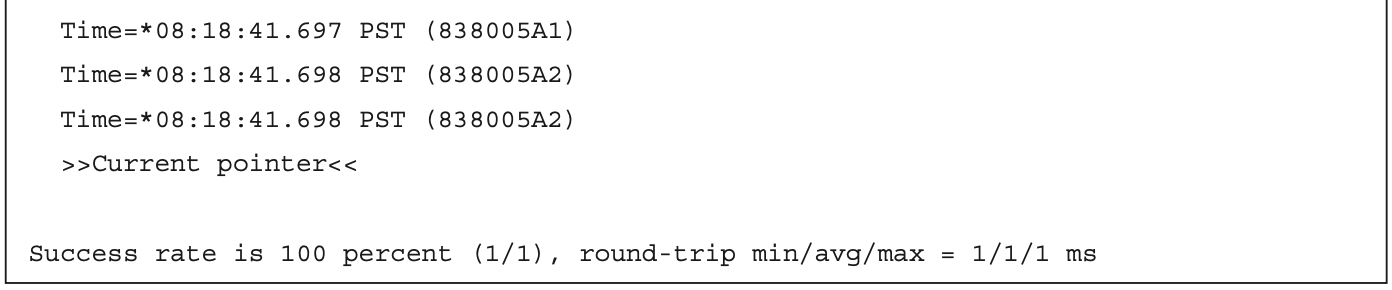 Time=*08:18:41.697 PST (838005A1)
Time=*08:18:41.698 PST (838005A2)
Time=*08:18:41.698 PST (838005A2)
>>Current pointer<<
Success rate is 100 percent (1/1), round-trip min/avg/max = 1/1/1 ms